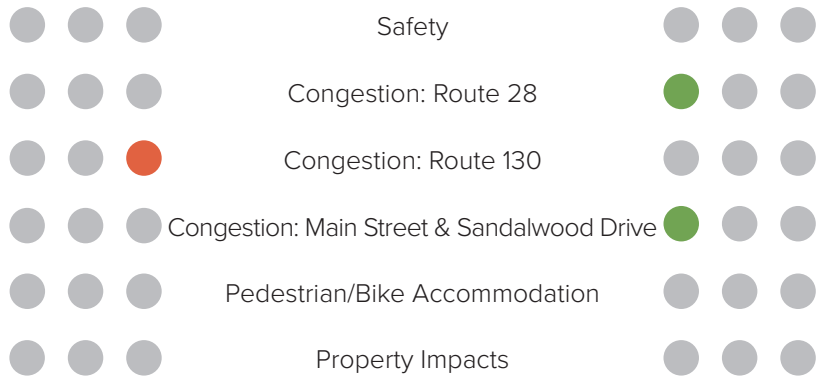 Safety
Congestion: Route 28
Congestion: Route 130
Congestion: Main Street & Sandalwood Drive
Pedestrian/Bike Accommodation
Property Impacts